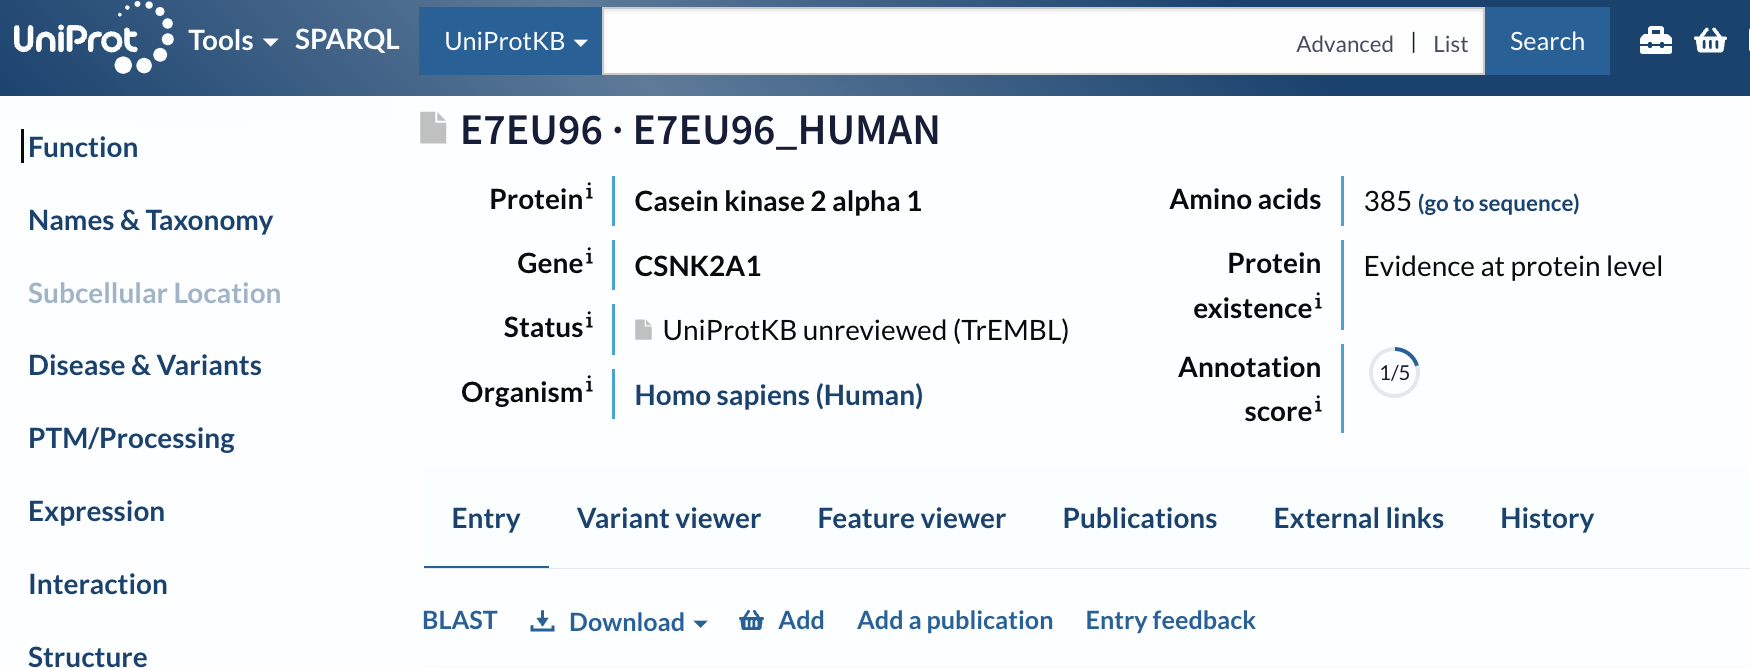 UniProt Tools SPARQL UniProtKB Advanced | List Search
Function
Names & Taxonomy
Subcellular Location
Disease & Variants
PTM/Processing
Expression
Interaction
Structure
E7EU96 · E7EU96_HUMAN
Protein i Casein kinase 2 alpha 1
Gene i CSNK2A1
Status i UniProtKB unreviewed (TrEMBL)
Organism i Homo sapiens (Human)
Amino acids 385 (go to sequence)
Protein existence i Evidence at protein level
Annotation score i 1/5
Entry Variant viewer Feature viewer Publications External links History
BLAST Download Add Add a publication Entry feedback